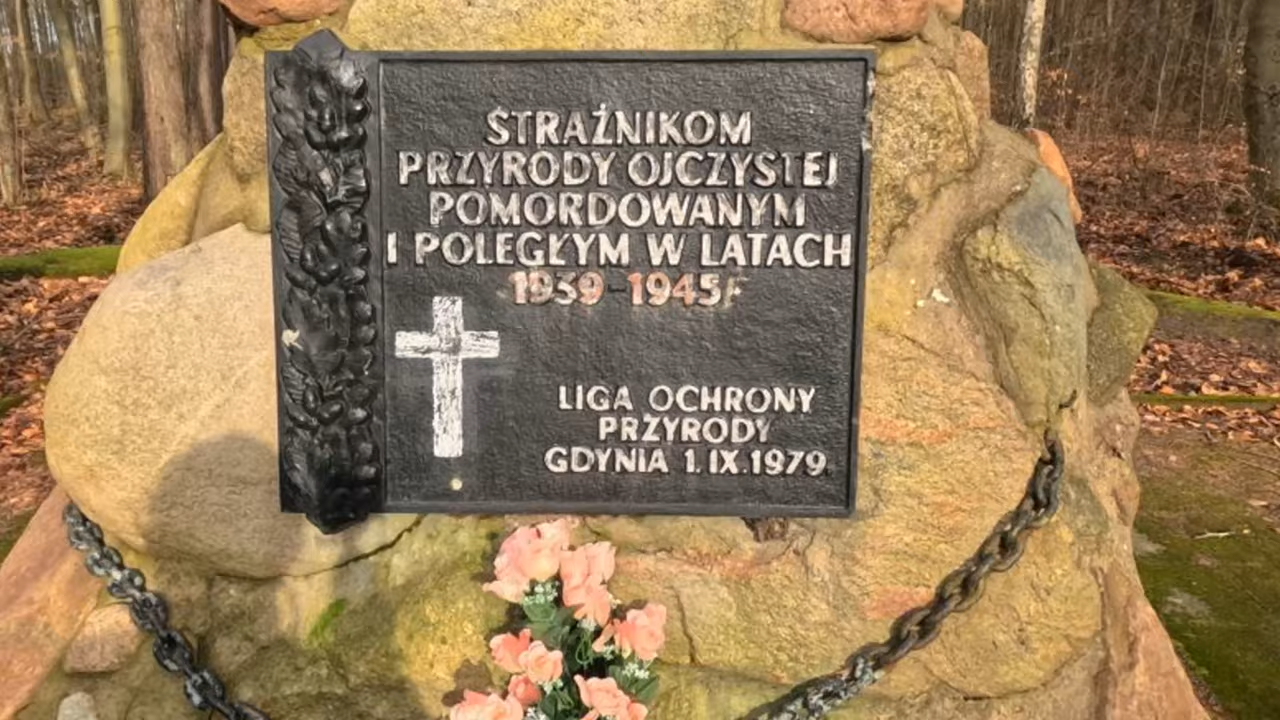 STRAŻNIKOM
PRZYRODY OJCZYSTEJ
POMORDOWANYM
I POLEGŁYM W LATACH
1939-1945
LIGA OCHRONY
PRZYRODY
GDYNIA 1.IX.1979.